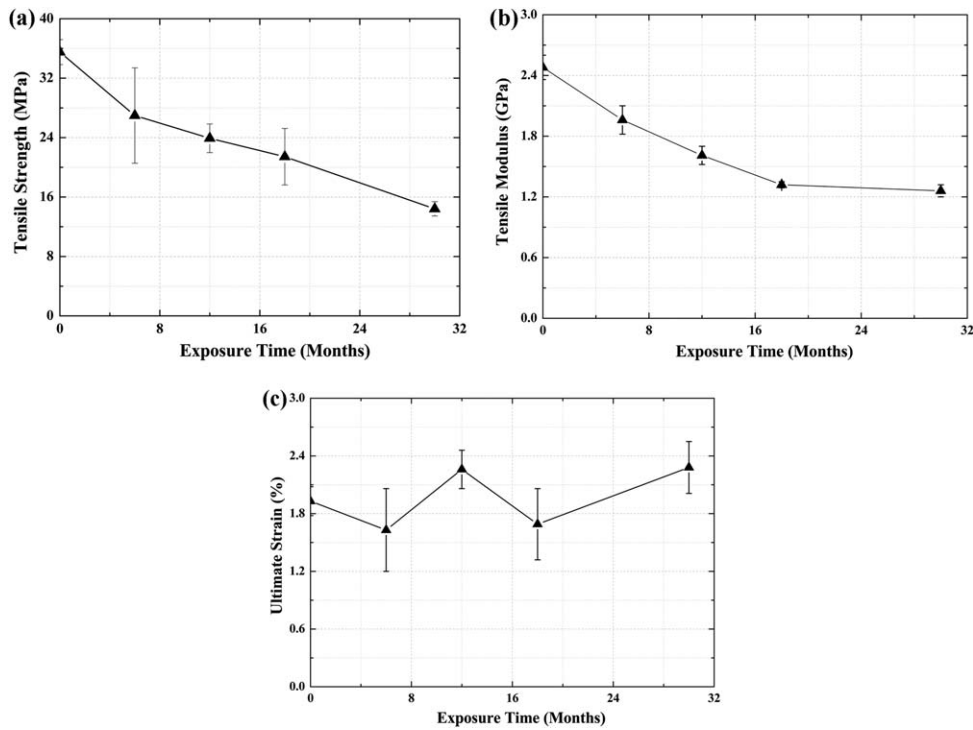 (a)
Tensile Strength (MPa)
40
32
24
16
8
0
0 8 16 24 32
Exposure Time (Months)
(b)
Tensile Modulus (GPa)
3.0
2.4
1.8
1.2
0.6
0.0
0 8 16 24 32
Exposure Time (Months)
(c)
Ultimate Strain (%)
3.0
2.4
1.8
1.2
0.6
0.0
0 8 16 24 32
Exposure Time (Months)